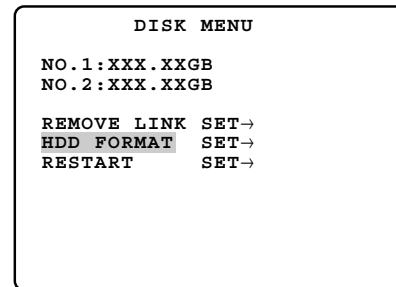 DISK MENU
NO.1:XXX.XXGB
NO.2:XXX.XXGB
REMOVE LINK SET→
HDD FORMAT SET→
RESTART SET→